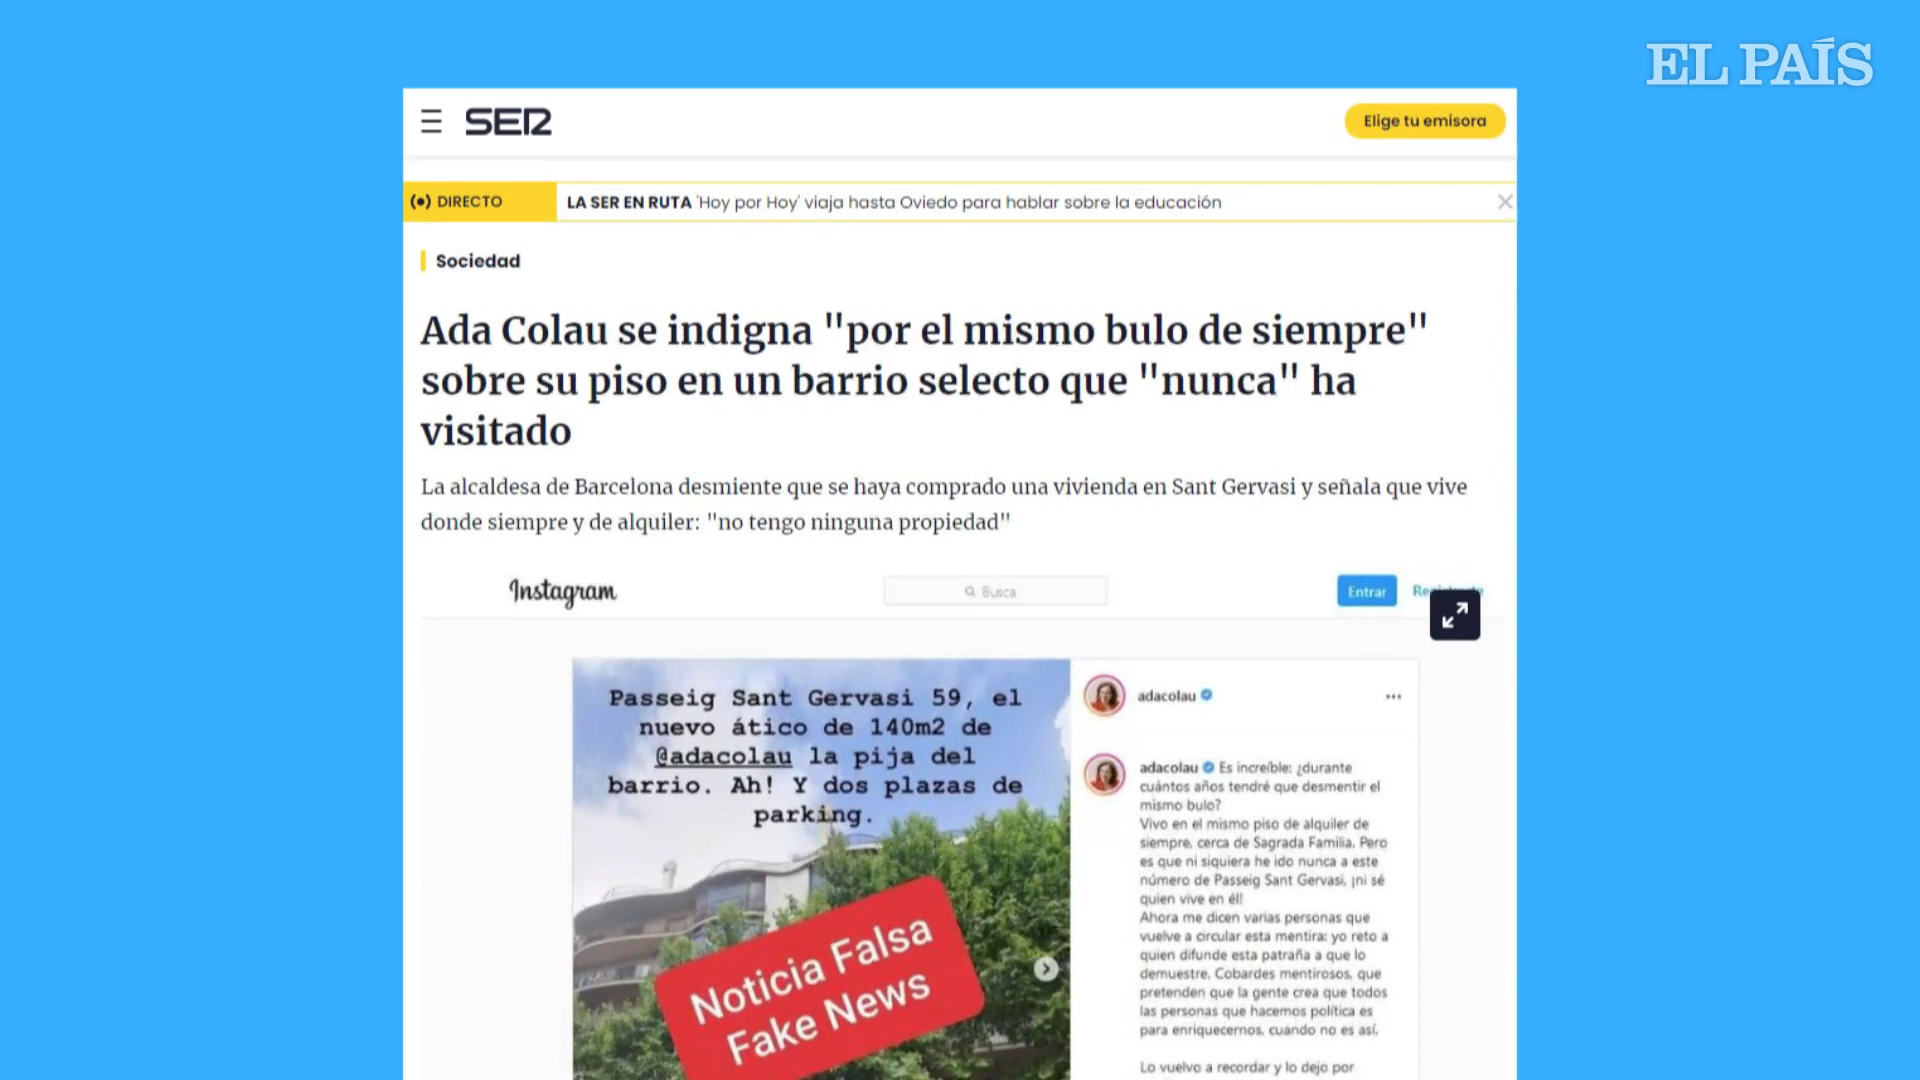 EL PAÍS
SER
Elige tu emisora
DIRECTO
LA SER EN RUTA 'Hoy por Hoy' viaja hasta Oviedo para hablar sobre la educación
Sociedad
Ada Colau se indigna "por el mismo bulo de siempre"
sobre su piso en un barrio selecto que "nunca" ha
visitado
La alcaldesa de Barcelona desmiente que se haya comprado una vivienda en Sant Gervasi y señala que vive
donde siempre y de alquiler: "no tengo ninguna propiedad"
Instagram
Busca
Entrar
Passeig Sant Gervasi 59, el
nuevo ático de 140m2 de
@adacolau la pija del
barrio. Ah! Y dos plazas de
parking.
Noticia Falsa
Fake News
adacolau
adacolau Es increíble: ¿durante
cuántos años tendré que desmentir el
mismo bulo?
Vivo en el mismo piso de alquiler de
siempre, cerca de Sagrada Familia. Pero
es que ni siquiera he ido nunca a este
número de Passeig Sant Gervasi, ¡ni sé
quien vive en él!
Ahora me dicen varias personas que
vuelve a circular esta mentira: yo reto a
quien difunde esta patraña a que lo
demuestre. Cobardes mentirosos, que
pretenden que la gente crea que todos
las personas que hacemos política es
para enriquecernos, cuando no es así.
Lo vuelvo a recordar y lo dejo por